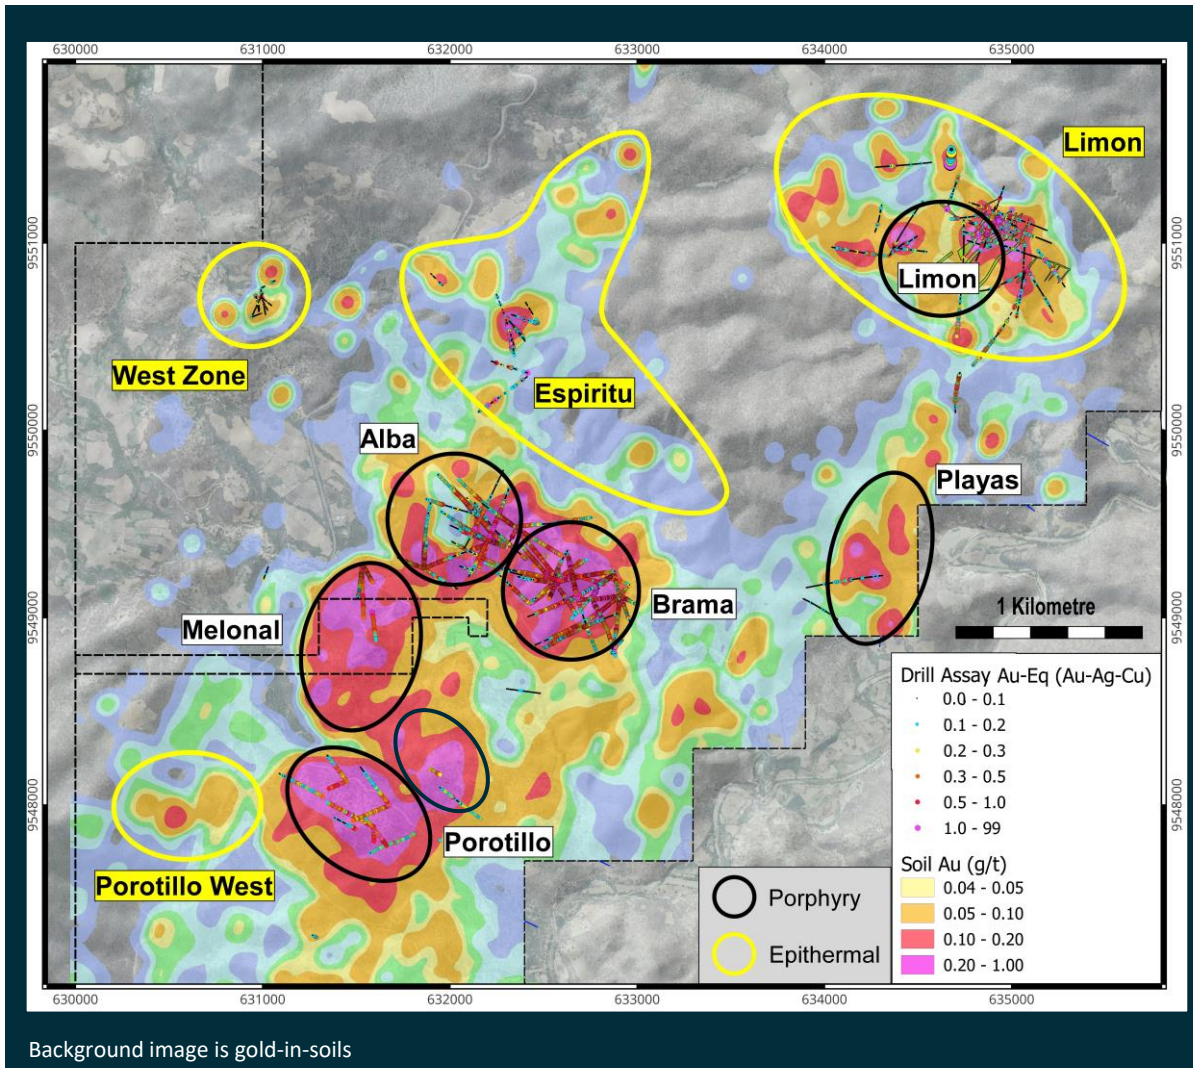 630000 631000 632000 633000 634000 635000
Limon
9551000 9551000
Limon
West Zone
Espiritu
9550000 9550000
Alba
Playas
Brama
1 Kilometre
9549000 9549000
Melonal
Drill Assay Au-Eq (Au-Ag-Cu)
0.0 - 0.1
0.1 - 0.2
0.2 - 0.3
0.3 - 0.5
0.5 - 1.0
1.0 - 99
9548000 9548000
Porotillo
Soil Au (g/t)
0.04 - 0.05
0.05 - 0.10
0.10 - 0.20
0.20 - 1.00
Porotillo West
Porphyry
Epithermal
630000 631000 632000 633000 634000 635000
Background image is gold-in-soils